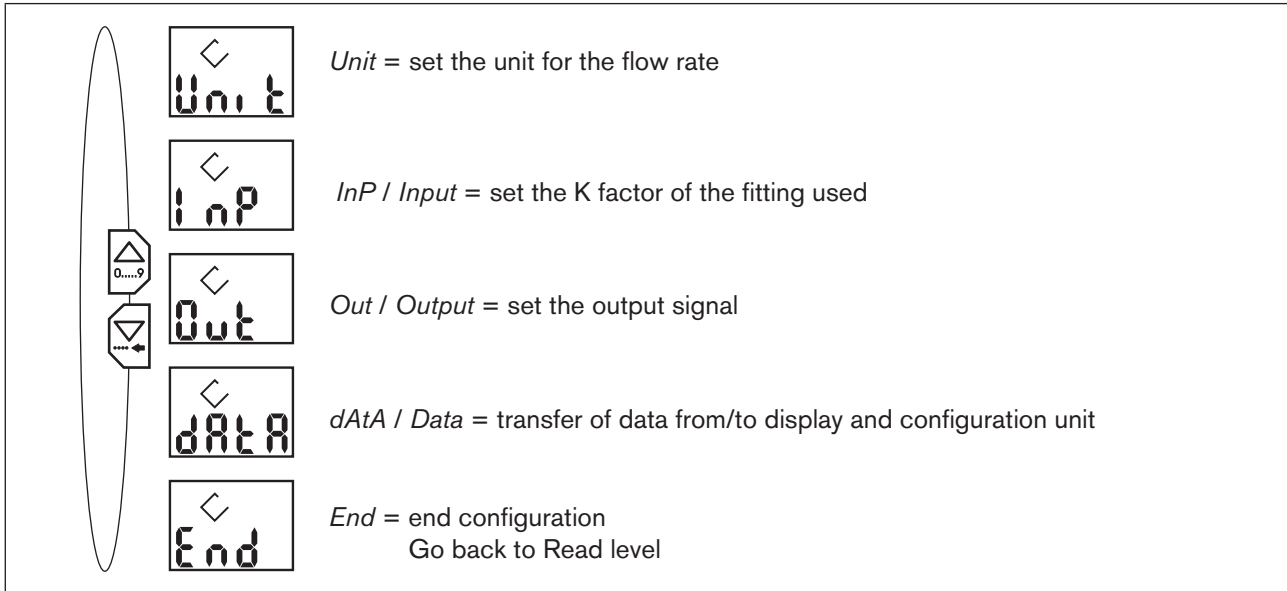 Unit
Unit = set the unit for the flow rate
InP
InP / Input = set the K factor of the fitting used
0.....9
Out
Out / Output = set the output signal
dAtA
dAtA / Data = transfer of data from/to display and configuration unit
End
End = end configuration
Go back to Read level